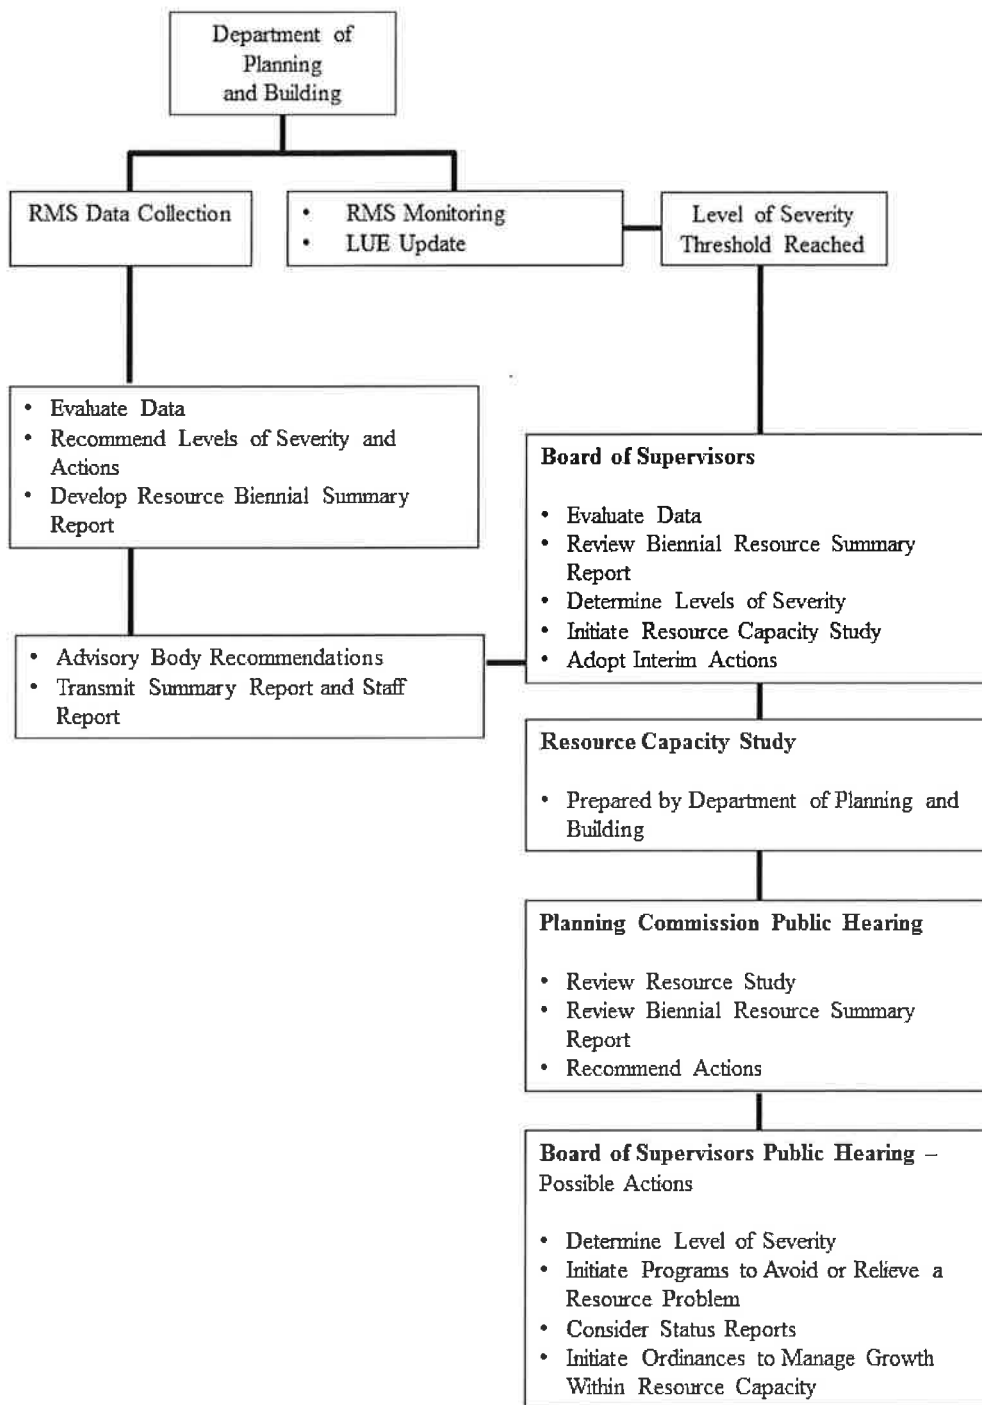 Department of
Planning
and Building
RMS Data Collection
• RMS Monitoring
• LUE Update
Level of Severity
Threshold Reached
• Evaluate Data
• Recommend Levels of Severity and
Actions
• Develop Resource Biennial Summary
Report
• Advisory Body Recommendations
• Transmit Summary Report and Staff
Report
Board of Supervisors
• Evaluate Data
• Review Biennial Resource Summary
Report
• Determine Levels of Severity
• Initiate Resource Capacity Study
• Adopt Interim Actions
Resource Capacity Study
• Prepared by Department of Planning and
Building
Planning Commission Public Hearing
• Review Resource Study
• Review Biennial Resource Summary
Report
• Recommend Actions
Board of Supervisors Public Hearing –
Possible Actions
• Determine Level of Severity
• Initiate Programs to Avoid or Relieve a
Resource Problem
• Consider Status Reports
• Initiate Ordinances to Manage Growth
Within Resource Capacity